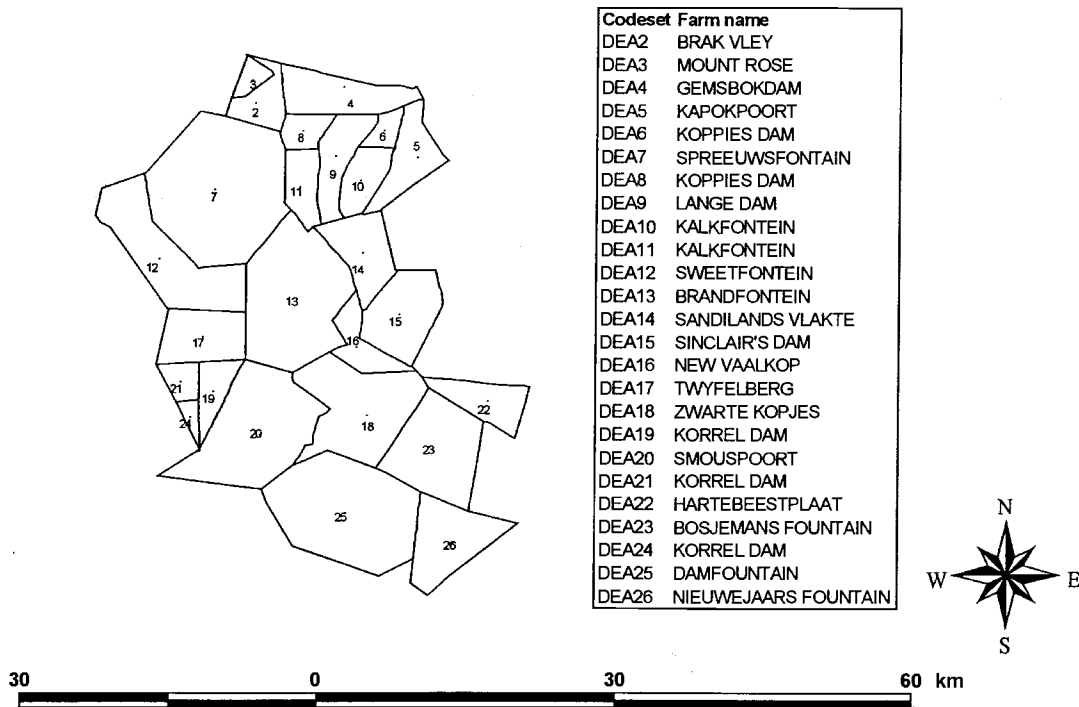 Codeset Farm name
DEA2 BRAK VLEY
DEA3 MOUNT ROSE
DEA4 GEMSBOKDAM
DEA5 KAPOKPOORT
DEA6 KOPPIES DAM
DEA7 SPREEUWSFONTAIN
DEA8 KOPPIES DAM
DEA9 LANGE DAM
DEA10 KALKFONTEIN
DEA11 KALKFONTEIN
DEA12 SWEETFONTEIN
DEA13 BRANDFONTEIN
DEA14 SANDILANDS VLAKTE
DEA15 SINCLAIR'S DAM
DEA16 NEW VAALKOP
DEA17 TWYFELBERG
DEA18 ZWARTE KOPJES
DEA19 KORREL DAM
DEA20 SMOUSPOORT
DEA21 KORREL DAM
DEA22 HARTEBEESTPLAAT
DEA23 BOSJEMANS FOUNTAIN
DEA24 KORREL DAM
DEA25 DAMFOUNTAIN
DEA26 NIEUWEJAARS FOUNTAIN
3
4
2
8
6
5
9
11
10
7
12
14
13
15
16
17
21
19
22
24
18
20
23
25
26
N
W E
S
30 0 30 60 km